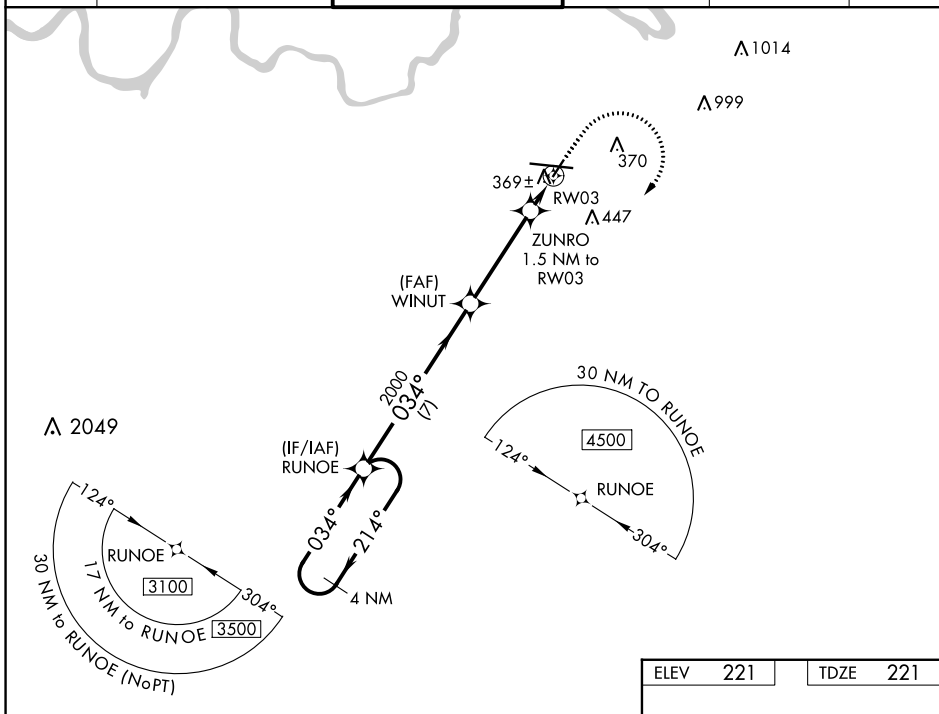 1014
999
370
369±
RW03
447
ZUNRO
1.5 NM to
RW03
(FAF)
WINUT
2000
034°
(7)
30 NM TO RUNOE
4500
124°
RUNOE
304°
2049
(IF/IAF)
RUNOE
034°
214°
4 NM
124°
RUNOE
3100
304°
17 NM to RUNOE
3500
30 NM to RUNOE (NoPT)
ELEV 221
TDZE 221